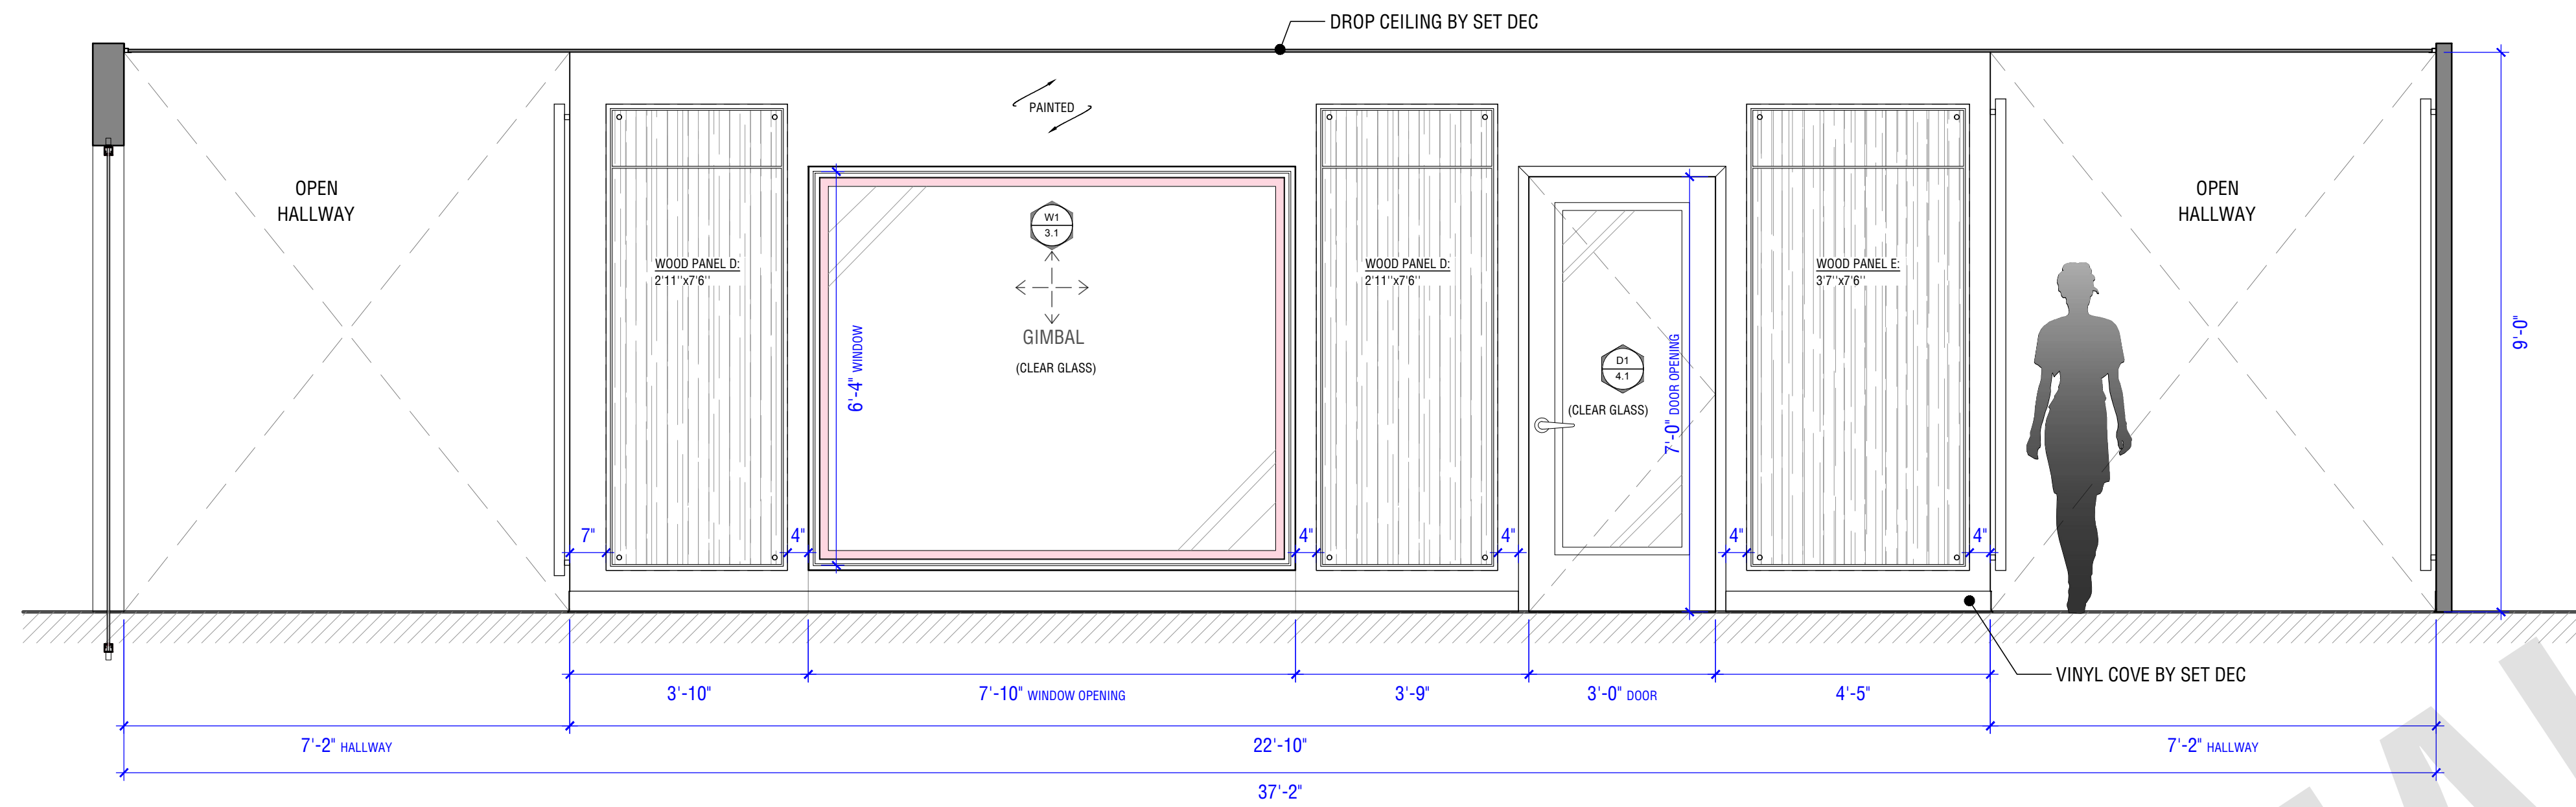 DROP CEILING BY SET DEC
PAINTED
OPEN
HALLWAY
OPEN
HALLWAY
W1
3.1
WOOD PANEL D:
2'11''x7'6''
WOOD PANEL D:
2'11''x7'6''
WOOD PANEL E:
3'7''x7'6''
GIMBAL
(CLEAR GLASS)
6'-4" WINDOW
D1
4.1
(CLEAR GLASS)
7'-0" DOOR OPENING
9'-0"
7"
4"
4"
4"
4"
4"
VINYL COVE BY SET DEC
3'-10"
7'-10" WINDOW OPENING
3'-9"
3'-0" DOOR
4'-5"
7'-2" HALLWAY
22'-10"
7'-2" HALLWAY
37'-2"